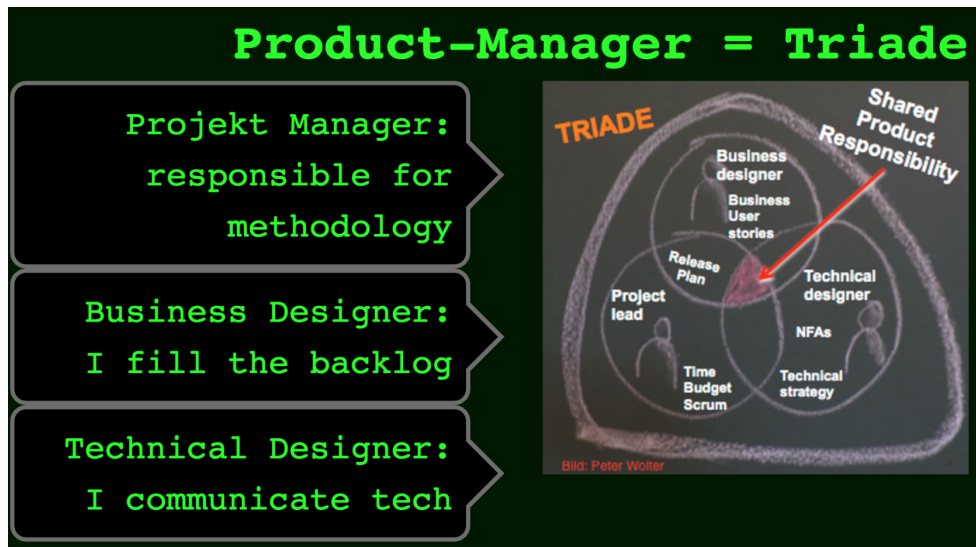 Product-Manager = Triade
Projekt Manager:
responsible for
methodology
Business Designer:
I fill the backlog
Technical Designer:
I communicate tech
TRIADE
Shared
Product
Responsibility
Business
designer
Business
User
stories
Release
Plan
Project
lead
Time
Budget
Scrum
Technical
designer
NFAs
Technical
strategy
Bild: Peter Wolter